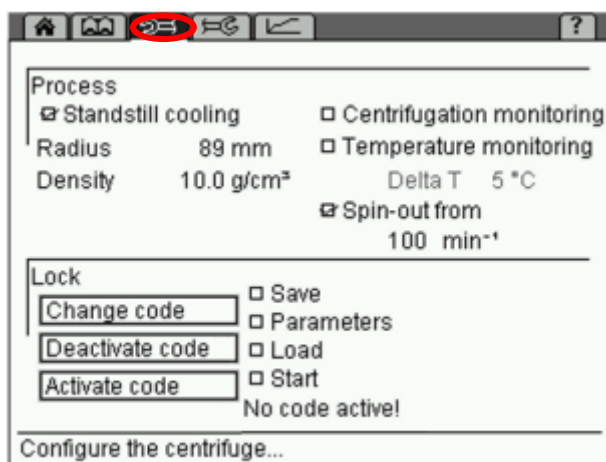 ?
Process
Standstill cooling
Centrifugation monitoring
Radius 89 mm
Temperature monitoring
Density 10.0 g/cm³
Delta T 5 °C
Spin-out from
100 min⁻¹
Lock
Change code
Save
Parameters
Deactivate code
Load
Activate code
Start
No code active!
Configure the centrifuge...